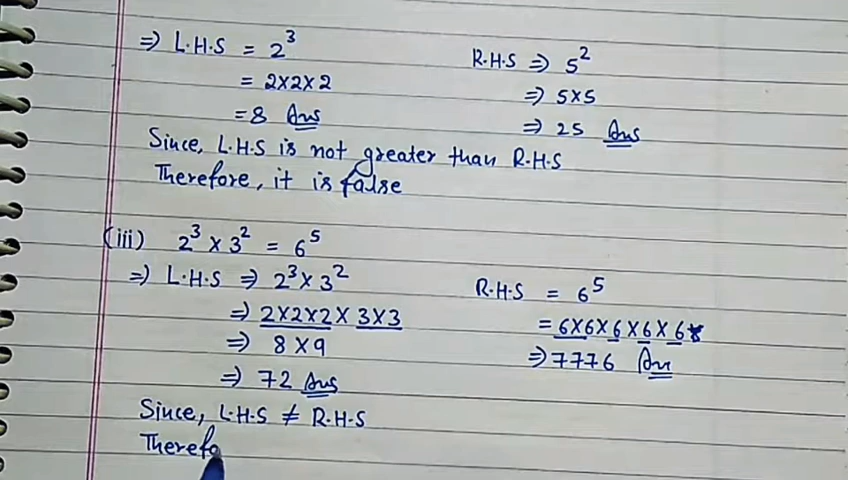 ⇒ L.H.S = 2³
= 2×2×2
= 8 Ans
R.H.S ⇒ 5²
⇒ 5×5
⇒ 25 Ans
Since, L.H.S is not greater than R.H.S
Therefore, it is false
(iii) 2³ × 3² = 6⁵
⇒ L.H.S ⇒ 2³ × 3²
⇒ 2×2×2 × 3×3
⇒ 8 × 9
⇒ 72 Ans
R.H.S = 6⁵
= 6×6×6×6×6
⇒ 7776 Ans
Since, L.H.S ≠ R.H.S
Therefo